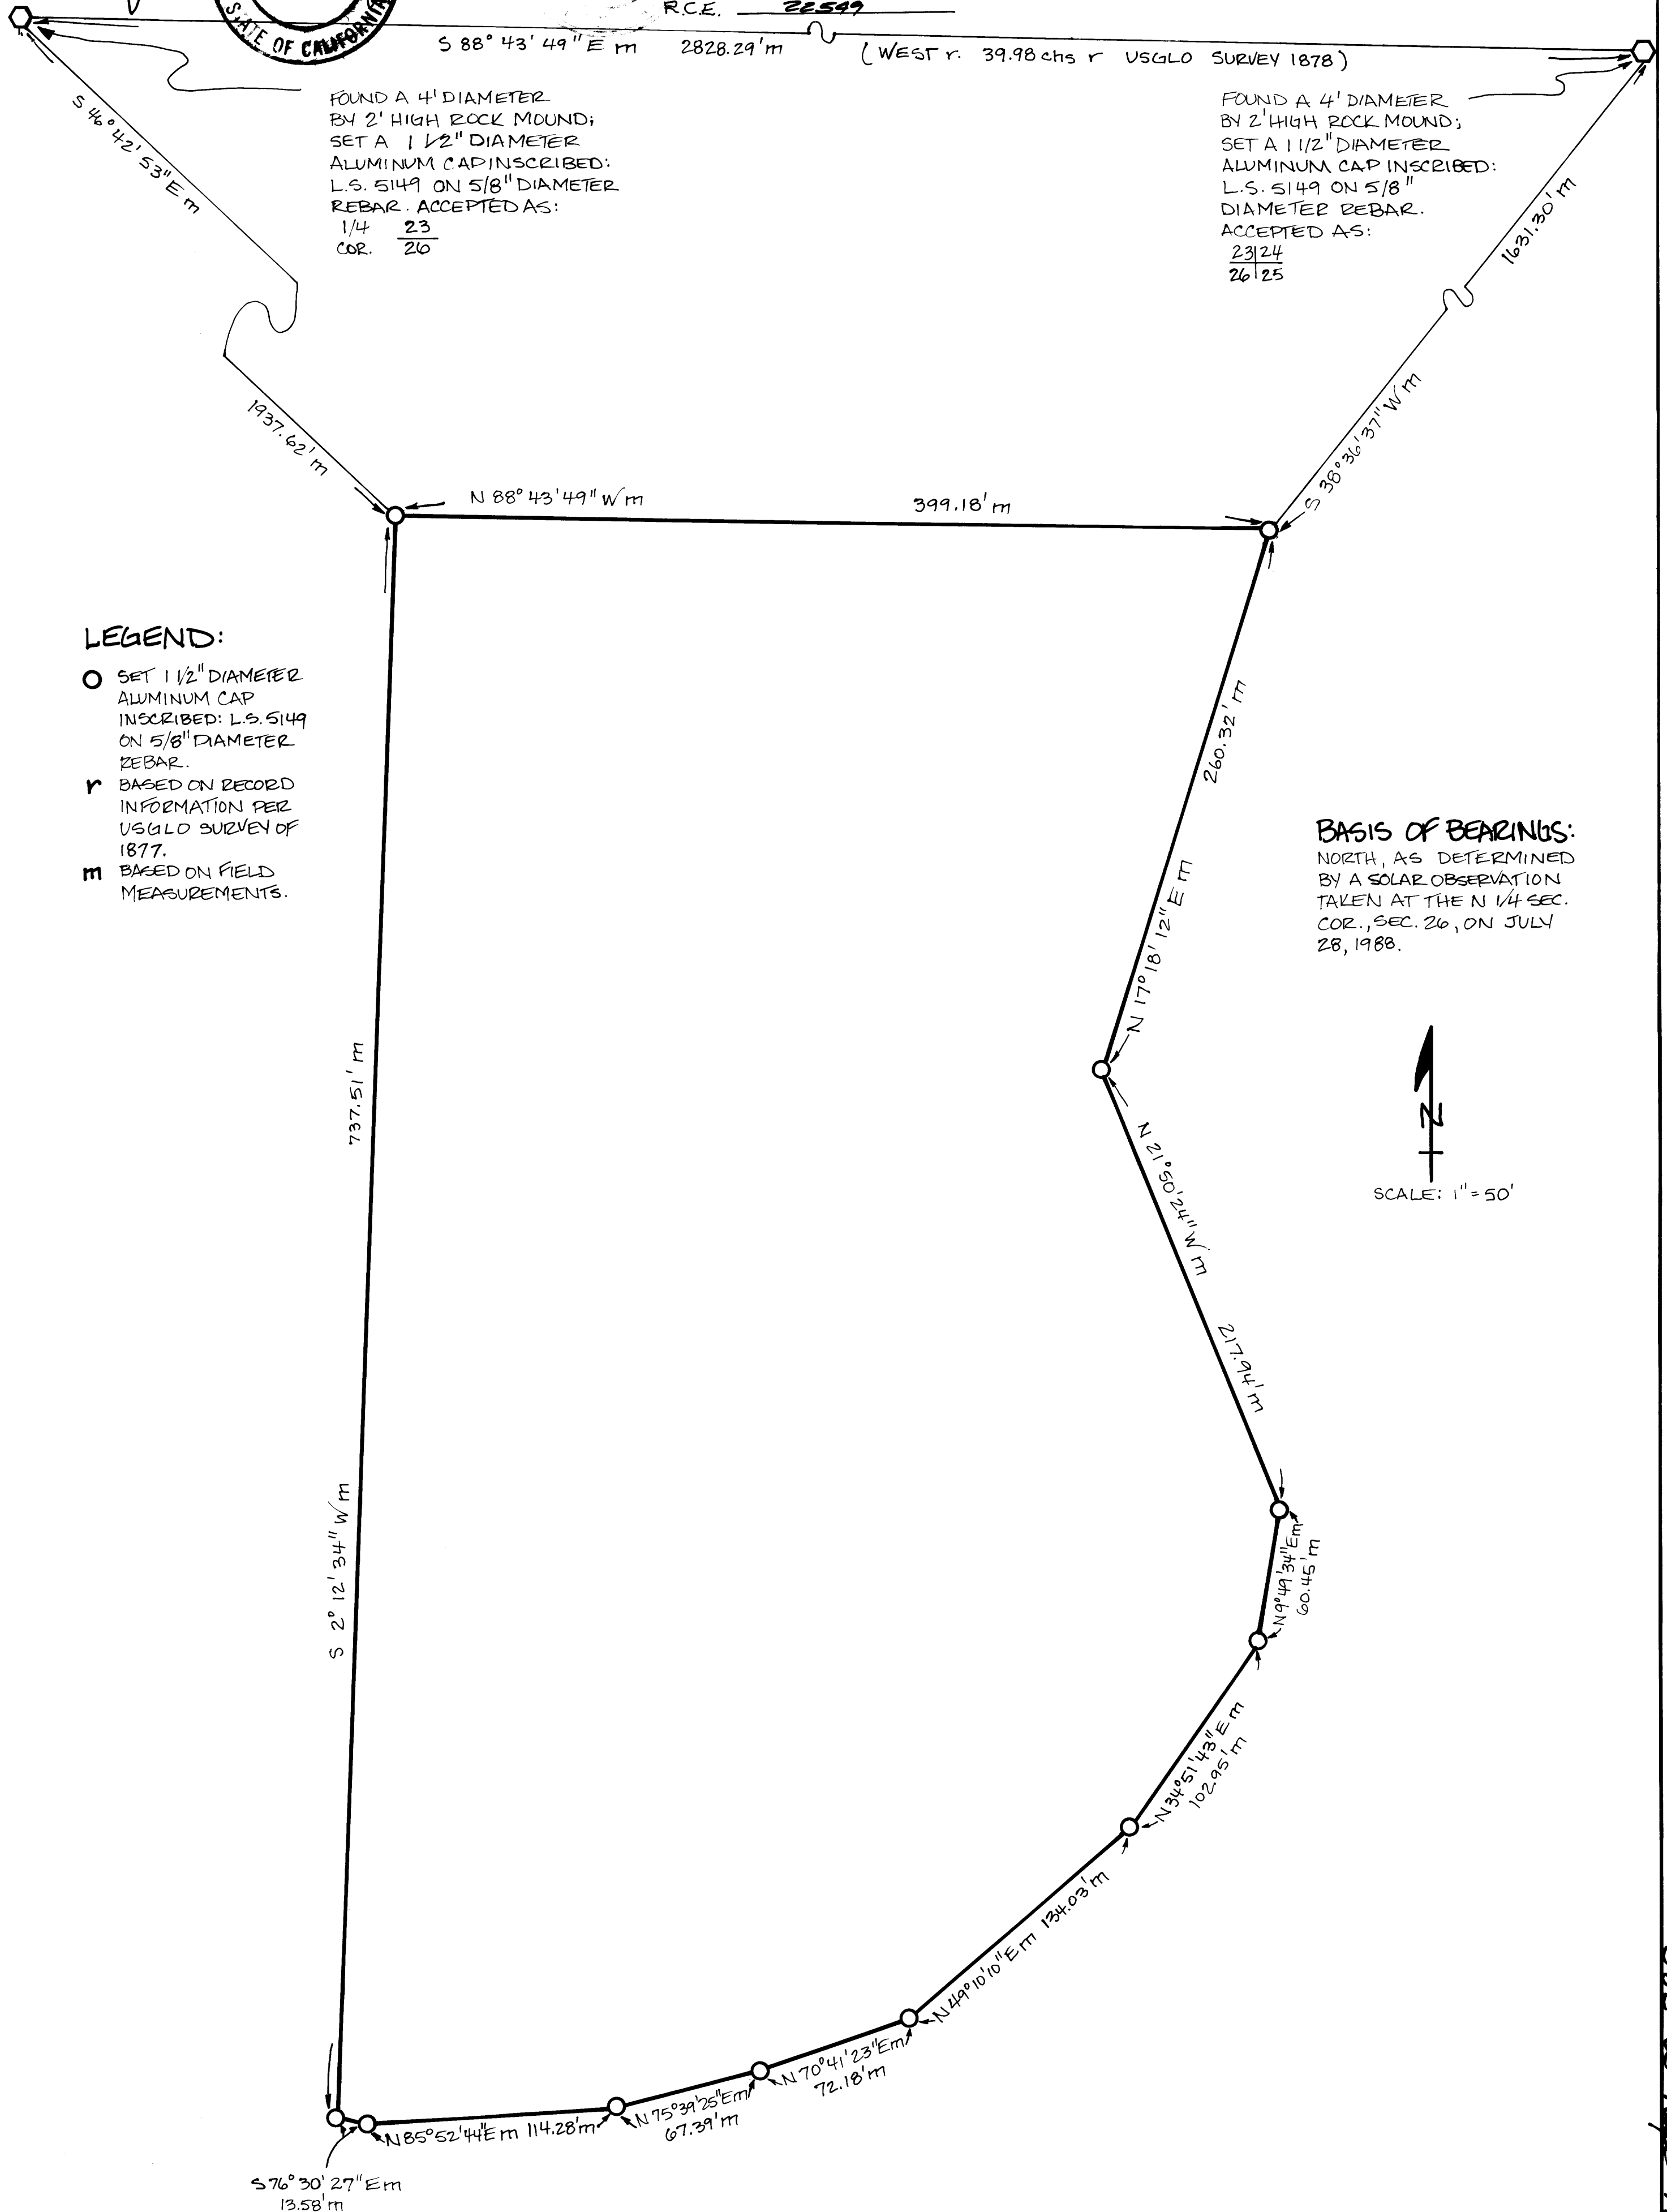 R.C.E. 22599
STATE OF CALIFORNIA
S 88° 43' 49" E m 2828.29' m (WEST r. 39.98 chs r USGLO SURVEY 1878)
S 46° 42' 53" E m
1937.62' m
FOUND A 4' DIAMETER
BY 2' HIGH ROCK MOUND;
SET A 1 1/2" DIAMETER
ALUMINUM CAP INSCRIBED:
L.S. 5149 ON 5/8" DIAMETER
REBAR. ACCEPTED AS:
1/4 23
COR. 26
FOUND A 4' DIAMETER
BY 2' HIGH ROCK MOUND;
SET A 1 1/2" DIAMETER
ALUMINUM CAP INSCRIBED:
L.S. 5149 ON 5/8"
DIAMETER REBAR.
ACCEPTED AS:
23|24
26|25
1631.30' m
S 38° 36' 37" W m
N 88° 43' 49" W m 399.18' m
LEGEND:
SET 1 1/2" DIAMETER
ALUMINUM CAP
INSCRIBED: L.S. 5149
ON 5/8" DIAMETER
REBAR.
r BASED ON RECORD
INFORMATION PER
USGLO SURVEY OF
1877.
m BASED ON FIELD
MEASUREMENTS.
260.32' m
N 17° 18' 12" E m
BASIS OF BEARINGS:
NORTH, AS DETERMINED
BY A SOLAR OBSERVATION
TAKEN AT THE N 1/4 SEC.
COR., SEC. 26, ON JULY
28, 1988.
N
SCALE: 1" = 50'
737.51' m
S 2° 12' 34" W m
N 21° 50' 24" W m
217.94' m
N 9° 49' 34" E m
60.45' m
N 34° 51' 43" E m
102.95' m
N 49° 10' 10" E m 134.03' m
N 70° 41' 23" E m
72.18' m
N 75° 39' 25" E m
67.39' m
N 85° 52' 44" E m 114.28' m
S 76° 30' 27" E m
13.58' m